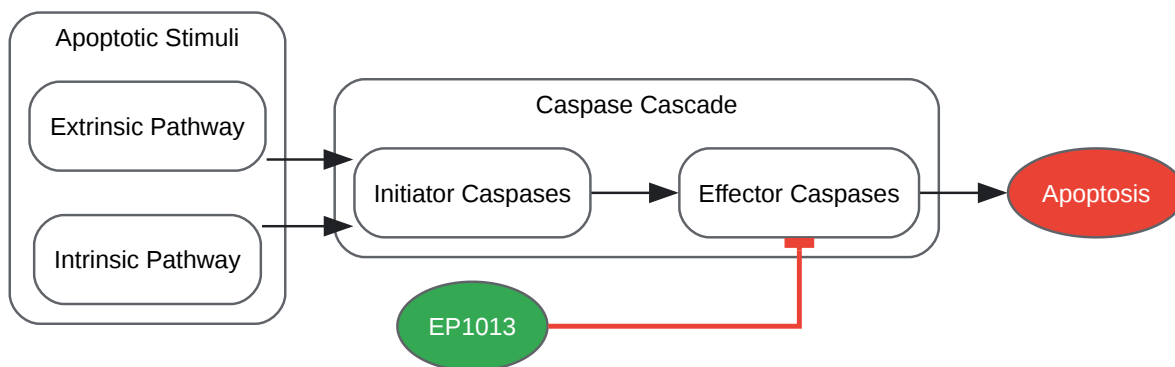 Apoptotic Stimuli
Extrinsic Pathway
Intrinsic Pathway
Caspase Cascade
Initiator Caspases
Effector Caspases
Apoptosis
EP1013